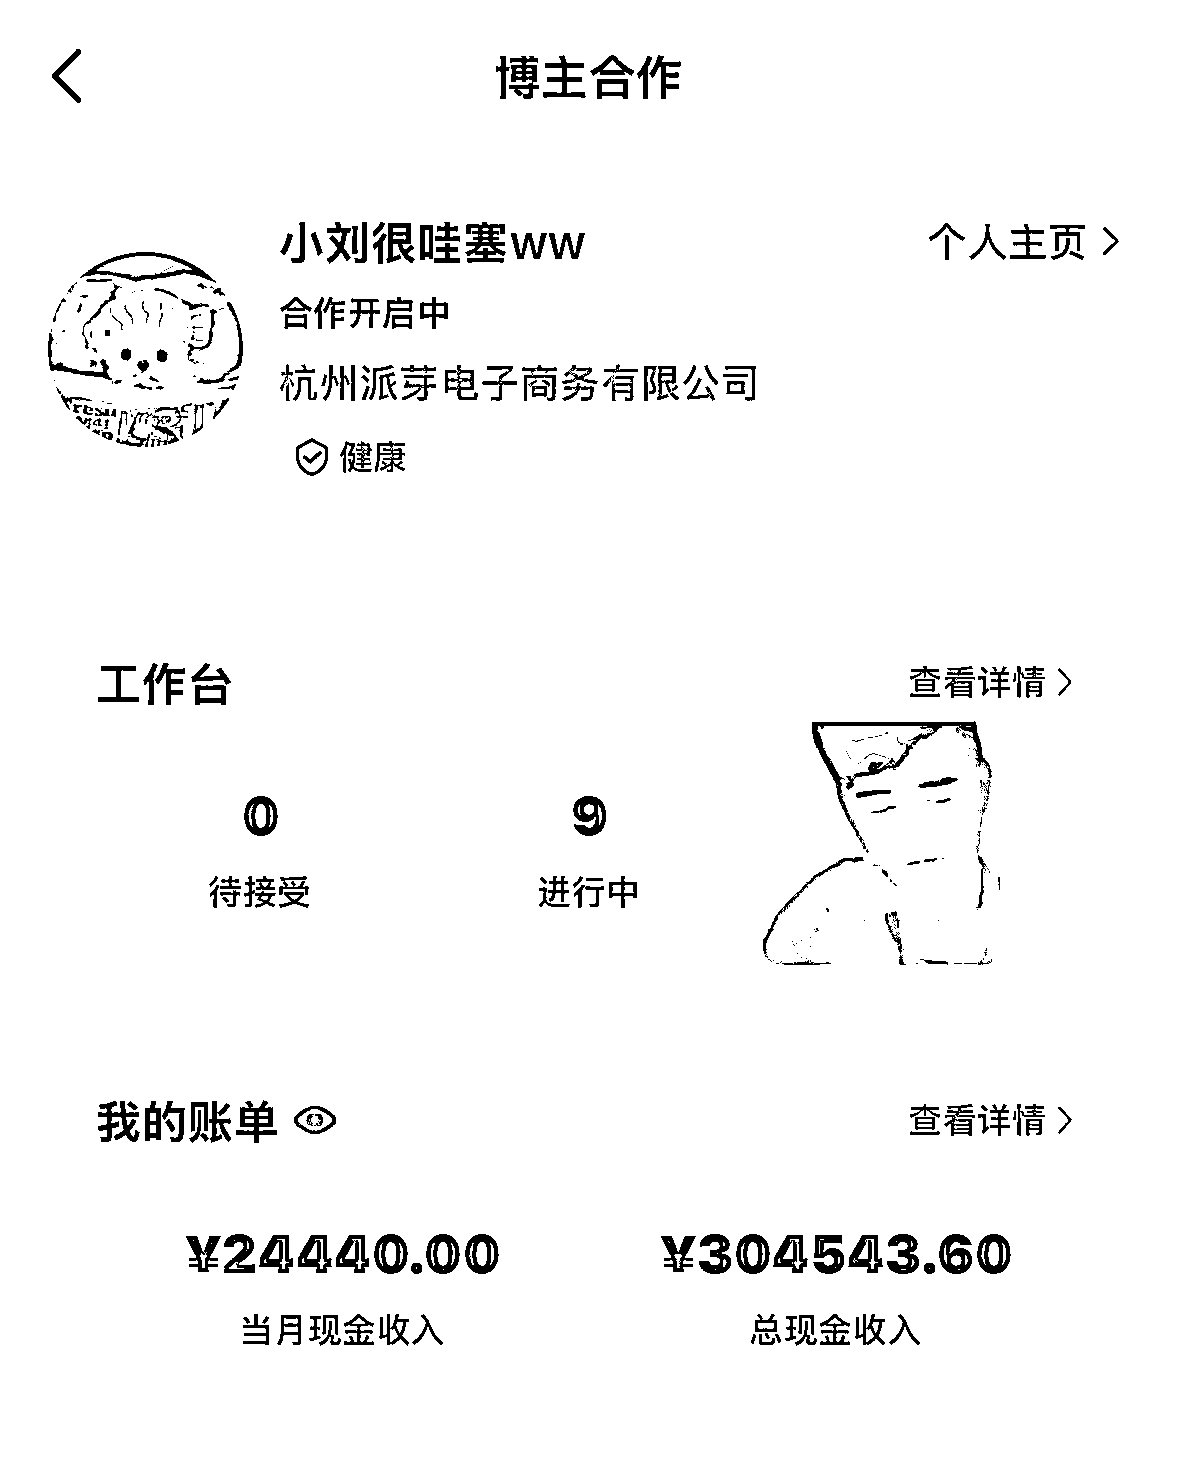 博主合作
小刘很哇塞ww
个人主页
合作开启中
杭州派芽电子商务有限公司
健康
工作台
查看详情
0
9
待接受
进行中
我的账单
查看详情
¥24440.00
¥304543.60
当月现金收入
总现金收入